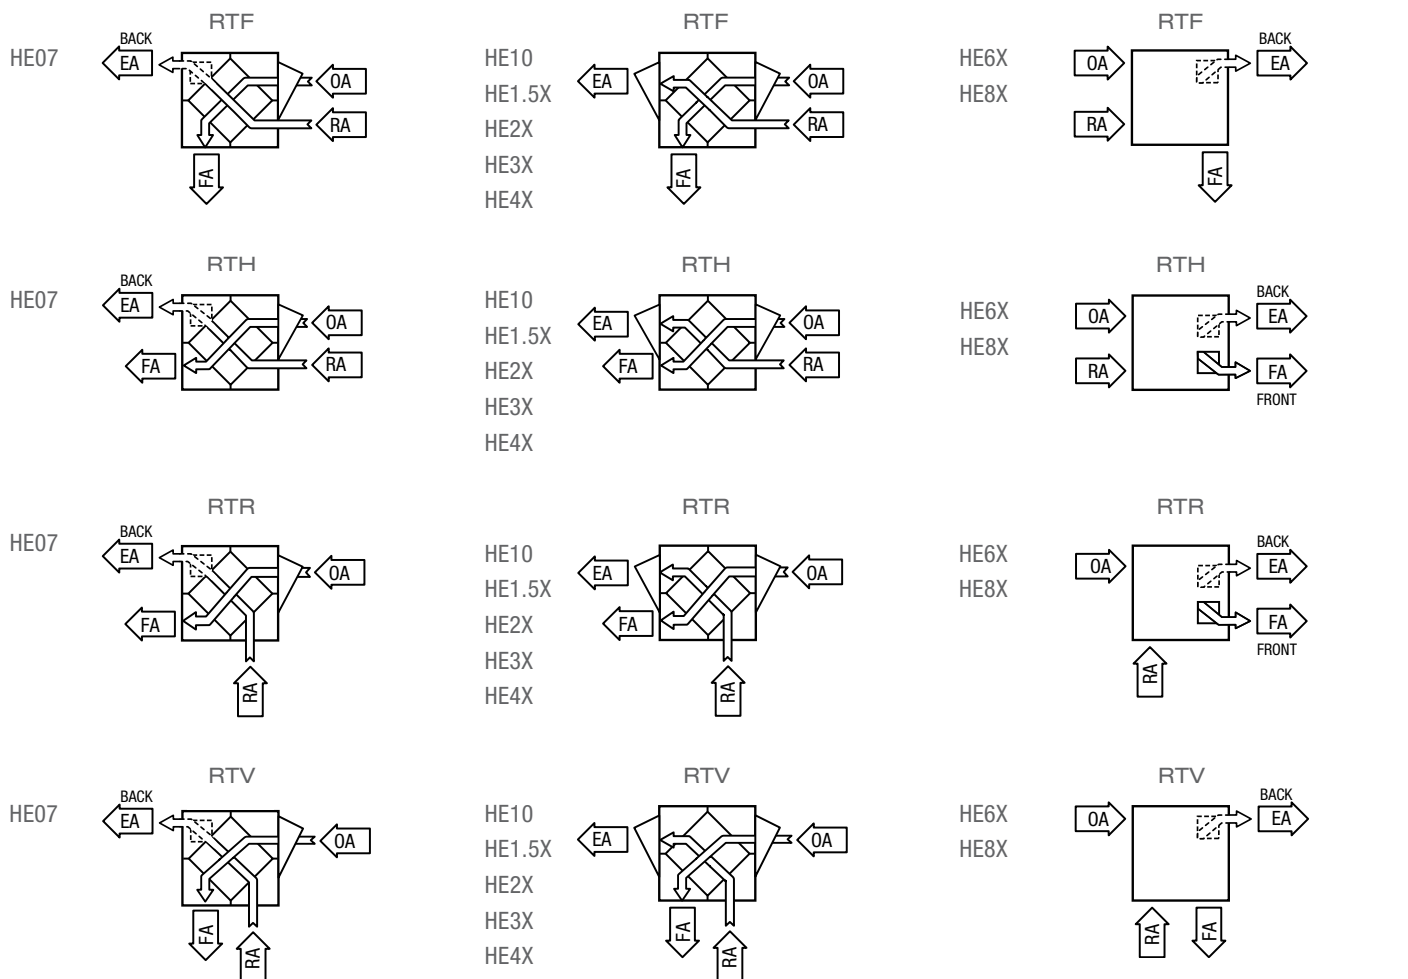 RTF
HE07
BACK
EA
OA
RA
FA
RTF
HE10
HE1.5X
HE2X
HE3X
HE4X
EA
OA
RA
FA
RTF
HE6X
HE8X
OA
RA
BACK
EA
FA
RTH
HE07
BACK
EA
FA
OA
RA
RTH
HE10
HE1.5X
HE2X
HE3X
HE4X
EA
FA
OA
RA
RTH
HE6X
HE8X
OA
RA
BACK
EA
FA
FRONT
RTR
HE07
BACK
EA
FA
OA
RA
RTR
HE10
HE1.5X
HE2X
HE3X
HE4X
EA
FA
OA
RA
RTR
HE6X
HE8X
OA
RA
BACK
EA
FA
FRONT
RTV
HE07
BACK
EA
OA
FA
RA
RTV
HE10
HE1.5X
HE2X
HE3X
HE4X
EA
OA
FA
RA
RTV
HE6X
HE8X
OA
BACK
EA
RA
FA